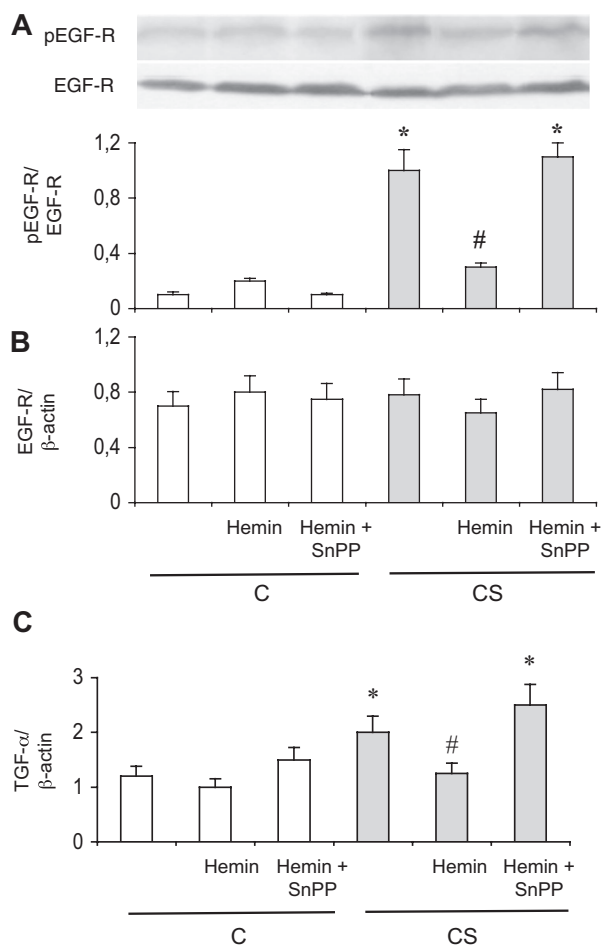 A
pEGF-R
EGF-R
pEGF-R/
EGF-R
1,2
0,8
0,4
0
*
#
*
B
EGF-R/
β-actin
1,2
0,8
0,4
0
Hemin
Hemin +
SnPP
Hemin
Hemin +
SnPP
C
CS
C
TGF-α/
β-actin
3
2
1
0
*
#
*
Hemin
Hemin +
SnPP
Hemin
Hemin +
SnPP
C
CS